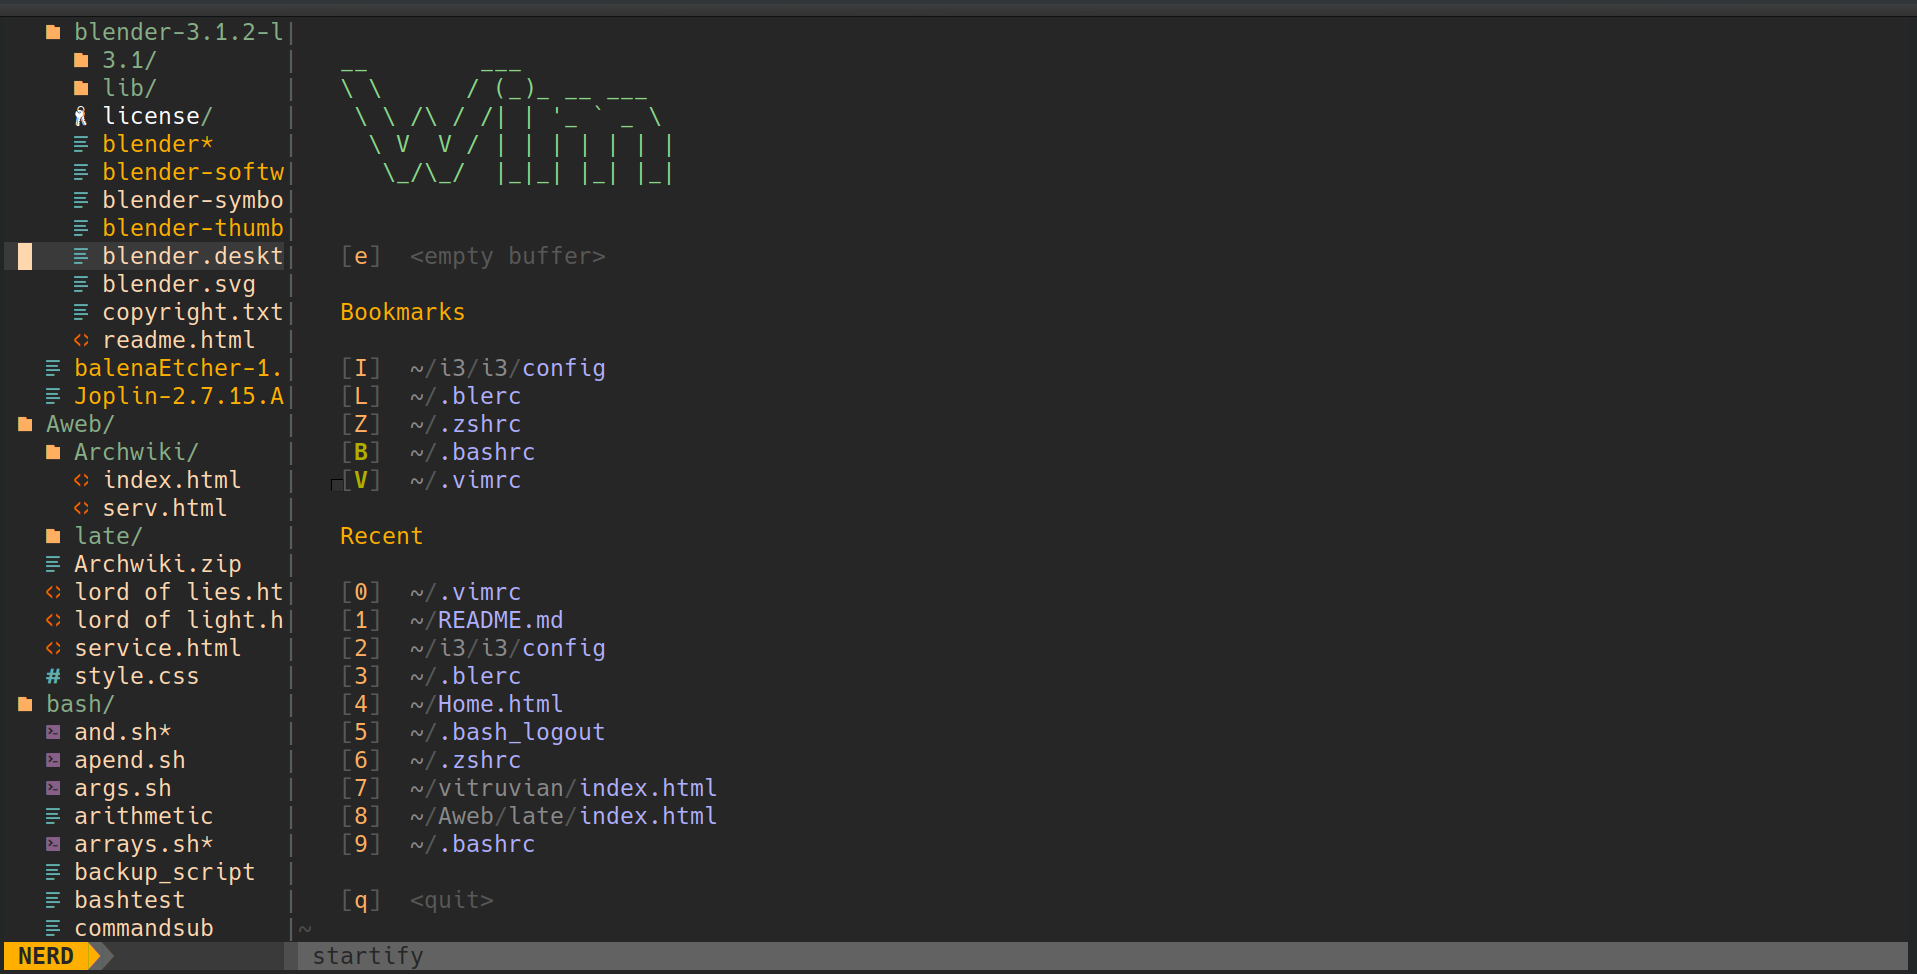 blender-3.1.2-l
3.1/
lib/
license/
blender*
blender-softw
blender-symbo
blender-thumb
blender.deskt
blender.svg
copyright.txt
readme.html
balenaEtcher-1.
Joplin-2.7.15.A
Aweb/
Archwiki/
index.html
serv.html
late/
Archwiki.zip
lord of lies.ht
lord of light.h
service.html
# style.css
bash/
and.sh*
apend.sh
args.sh
arithmetic
arrays.sh*
backup_script
bashtest
commandsub
NERD
 __        ___
 \ \      / (_)_ __ ___
  \ \ /\ / /| | '_ ` _ \
   \ V  V / | | | | | | |
    \_/\_/  |_|_| |_| |_|
[e] <empty buffer>
Bookmarks
[I] ~/i3/i3/config
[L] ~/.blerc
[Z] ~/.zshrc
[B] ~/.bashrc
[V] ~/.vimrc
Recent
[0] ~/.vimrc
[1] ~/README.md
[2] ~/i3/i3/config
[3] ~/.blerc
[4] ~/Home.html
[5] ~/.bash_logout
[6] ~/.zshrc
[7] ~/vitruvian/index.html
[8] ~/Aweb/late/index.html
[9] ~/.bashrc
[q] <quit>
~
startify